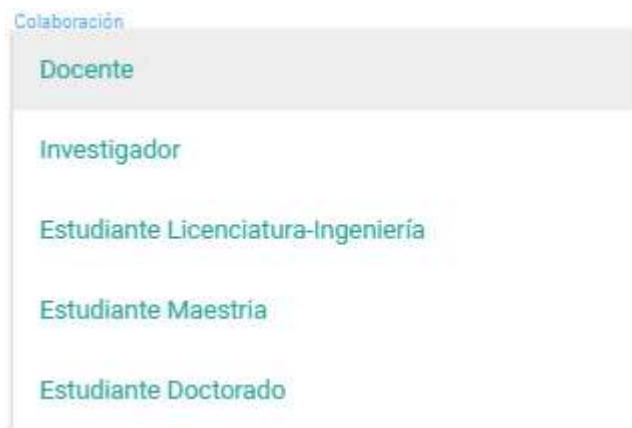 Colaboración
Docente
Investigador
Estudiante Licenciatura-Ingeniería
Estudiante Maestria
Estudiante Doctorado